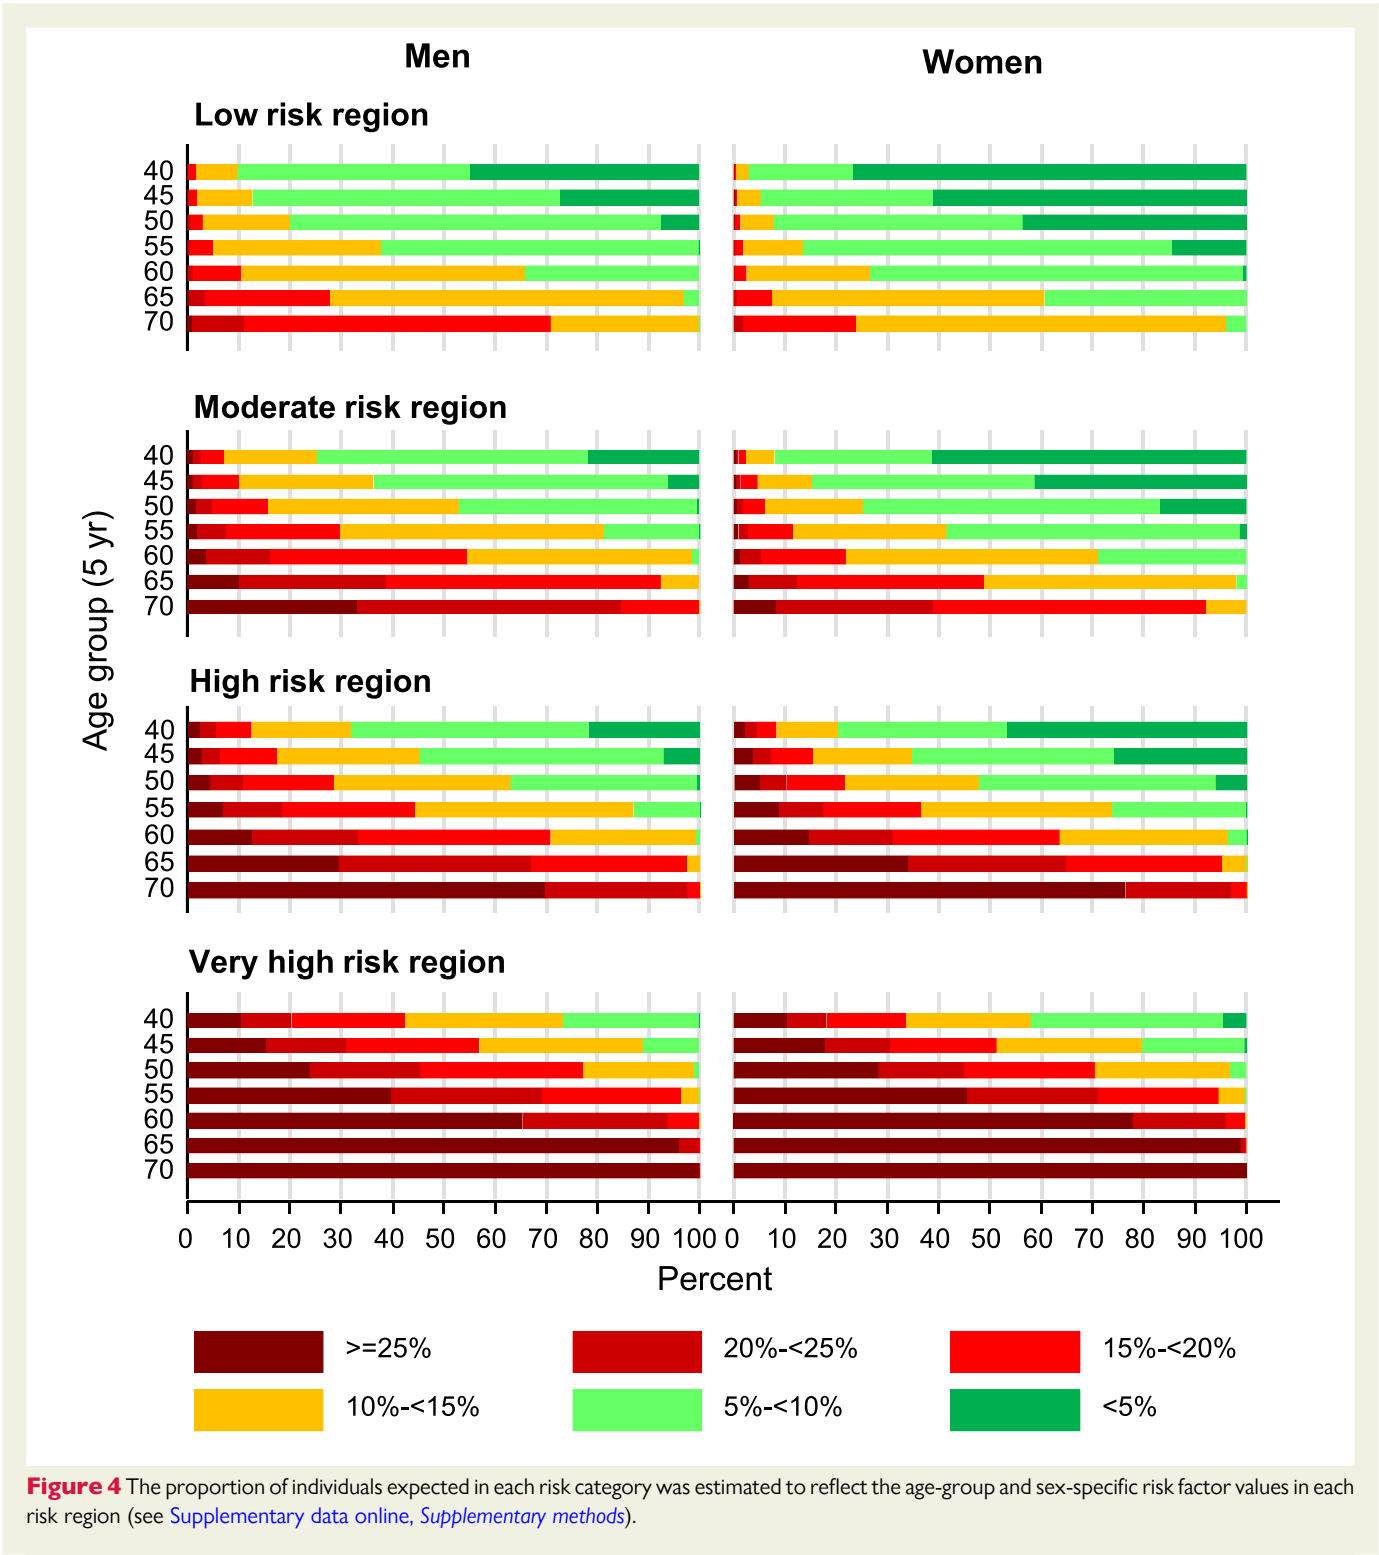 Men
Women
Low risk region
40
45
50
55
60
65
70
Moderate risk region
40
45
50
55
60
65
70
Age group (5 yr)
High risk region
40
45
50
55
60
65
70
Very high risk region
40
45
50
55
60
65
70
0 10 20 30 40 50 60 70 80 90 100 0 10 20 30 40 50 60 70 80 90 100
Percent
>=25% 20%-<25% 15%-<20%
10%-<15% 5%-<10% <5%
Figure 4 The proportion of individuals expected in each risk category was estimated to reflect the age-group and sex-specific risk factor values in each
risk region (see Supplementary data online, Supplementary methods).